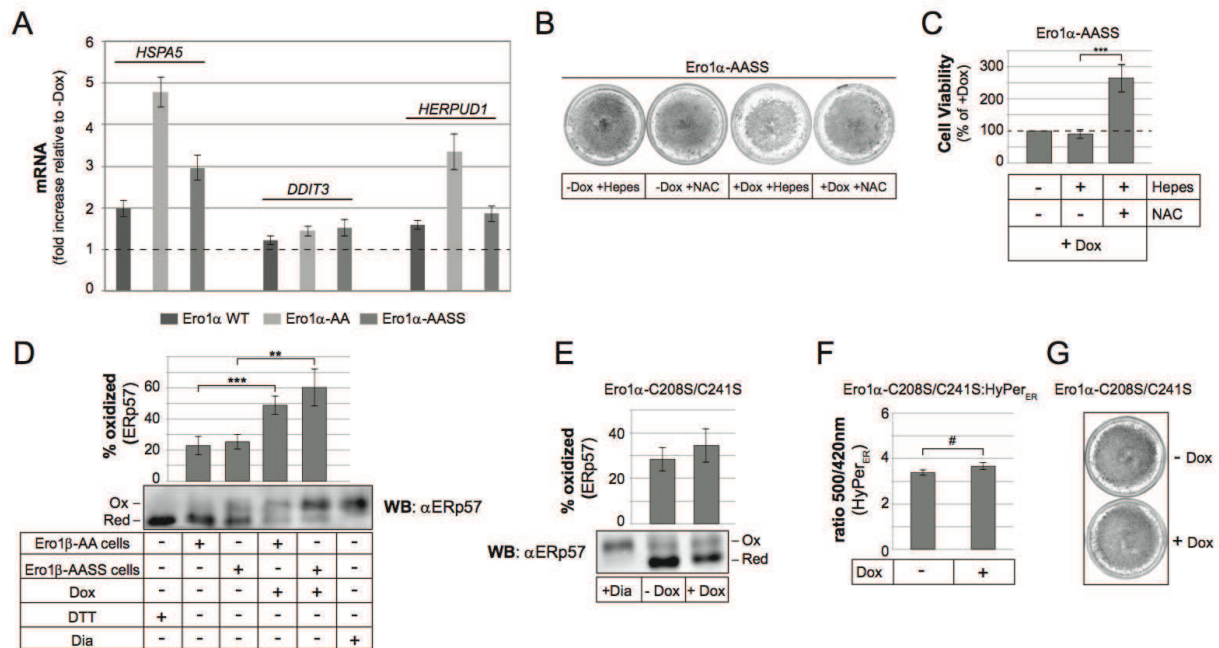 A
6
5
4
3
2
1
0
mRNA
(fold increase relative to -Dox)
HSPA5
DDIT3
HERPUD1
Ero1α WT
Ero1α-AA
Ero1α-AASS
B
Ero1α-AASS
-Dox +Hepes
-Dox +NAC
+Dox +Hepes
+Dox +NAC
C
Ero1α-AASS
Cell Viability
(% of +Dox)
300
200
100
0
***
- + + Hepes
- - + NAC
+ Dox
D
% oxidized
(ERp57)
60
40
20
0
***
**
Ox
Red
WB: αERp57
Ero1β-AA cells - + - + - -
Ero1β-AASS cells - - + - + -
Dox - - - + + -
DTT + - - - - -
Dia - - - - - +
E
Ero1α-C208S/C241S
% oxidized
(ERp57)
40
20
0
WB: αERp57
Ox
Red
+Dia - Dox + Dox
F
Ero1α-C208S/C241S:HyPerER
ratio 500/420nm
(HyPerER)
6
4
2
0
#
Dox - +
G
Ero1α-C208S/C241S
- Dox
+ Dox